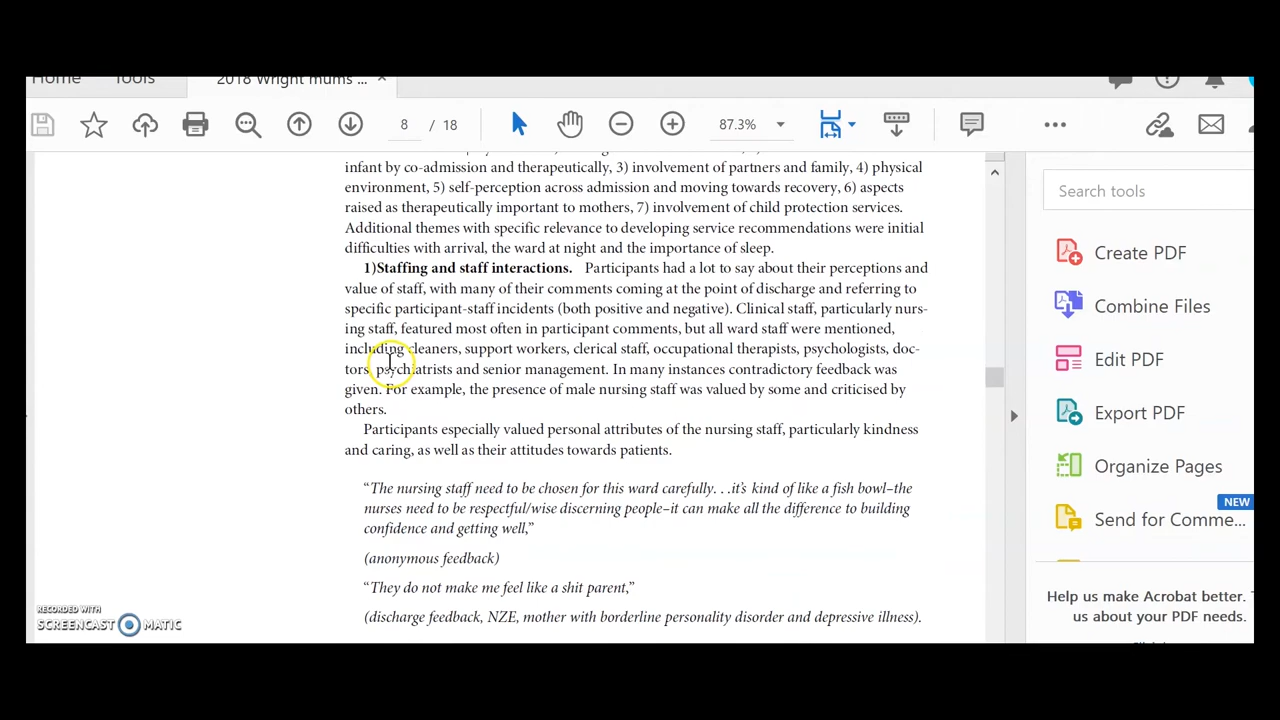 Home Tools 2018 Wright mums ... ×
8 / 18 87.3%
infant by co-admission and therapeutically, 3) involvement of partners and family, 4) physical
environment, 5) self-perception across admission and moving towards recovery, 6) aspects
raised as therapeutically important to mothers, 7) involvement of child protection services.
Additional themes with specific relevance to developing service recommendations were initial
difficulties with arrival, the ward at night and the importance of sleep.
1)Staffing and staff interactions. Participants had a lot to say about their perceptions and
value of staff, with many of their comments coming at the point of discharge and referring to
specific participant-staff incidents (both positive and negative). Clinical staff, particularly nurs-
ing staff, featured most often in participant comments, but all ward staff were mentioned,
including cleaners, support workers, clerical staff, occupational therapists, psychologists, doc-
tors, psychiatrists and senior management. In many instances contradictory feedback was
given. For example, the presence of male nursing staff was valued by some and criticised by
others.
Participants especially valued personal attributes of the nursing staff, particularly kindness
and caring, as well as their attitudes towards patients.
“The nursing staff need to be chosen for this ward carefully. . .it's kind of like a fish bowl–the
nurses need to be respectful/wise discerning people–it can make all the difference to building
confidence and getting well,”
(anonymous feedback)
“They do not make me feel like a shit parent,”
(discharge feedback, NZE, mother with borderline personality disorder and depressive illness).
Search tools
Create PDF
Combine Files
Edit PDF
Export PDF
Organize Pages
NEW
Send for Comme...
Help us make Acrobat better.
us about your PDF needs.
RECORDED WITH
SCREENCAST MATIC